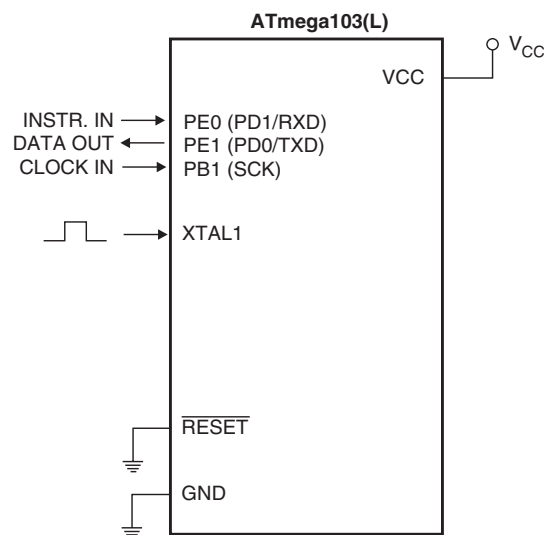 ATmega103(L)
V_CC
VCC
INSTR. IN PE0 (PD1/RXD)
DATA OUT PE1 (PD0/TXD)
CLOCK IN PB1 (SCK)
XTAL1
RESET
GND